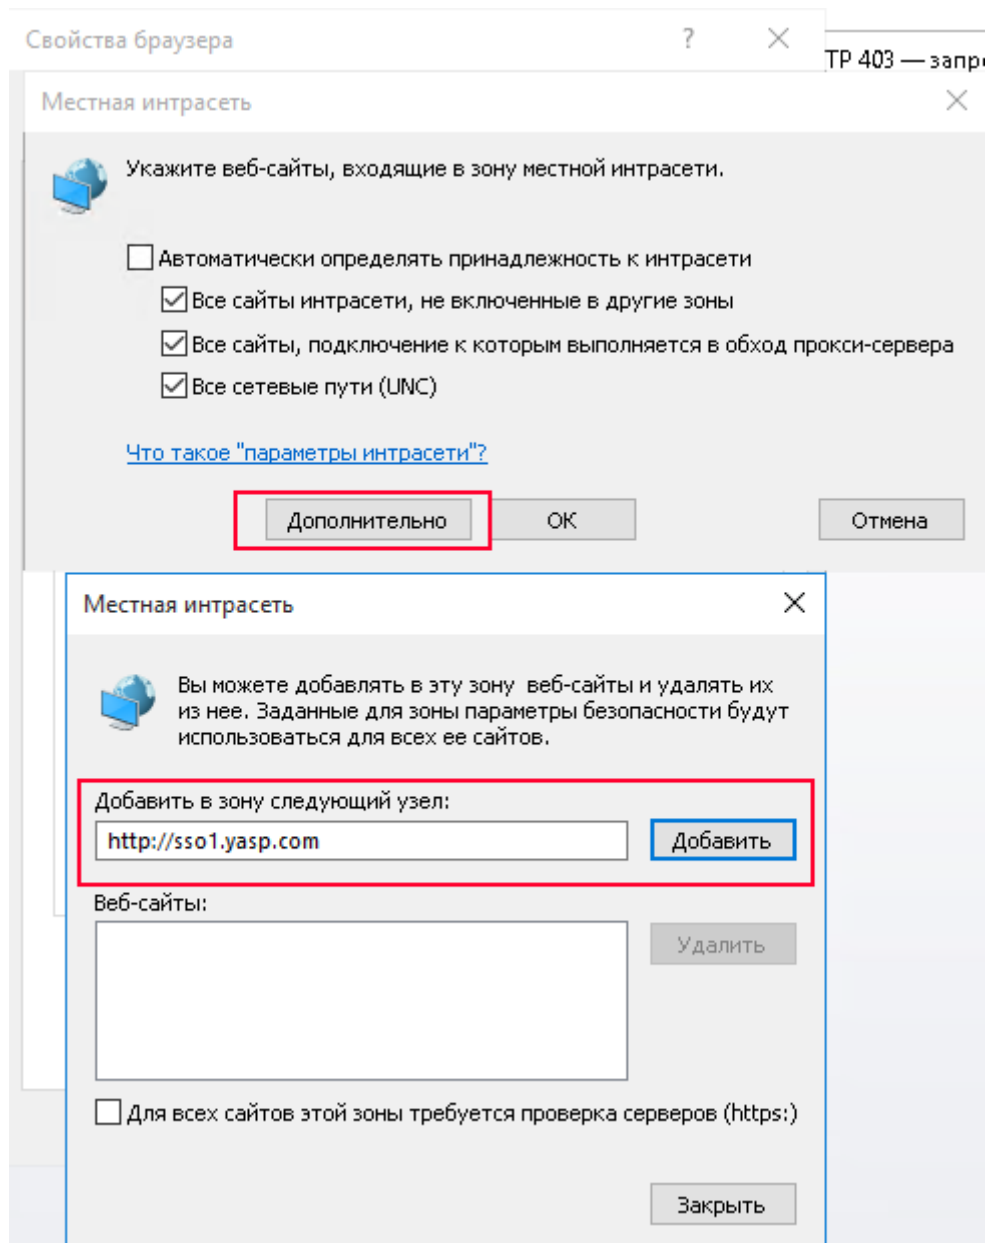 Свойства браузера
?
ТР 403 — запр
Местная интрасеть
Укажите веб-сайты, входящие в зону местной интрасети.
Автоматически определять принадлежность к интрасети
Все сайты интрасети, не включенные в другие зоны
Все сайты, подключение к которым выполняется в обход прокси-сервера
Все сетевые пути (UNC)
Что такое "параметры интрасети"?
Дополнительно
ОК
Отмена
Местная интрасеть
Вы можете добавлять в эту зону веб-сайты и удалять их
из нее. Заданные для зоны параметры безопасности будут
использоваться для всех ее сайтов.
Добавить в зону следующий узел:
http://sso1.yasp.com
Добавить
Веб-сайты:
Удалить
Для всех сайтов этой зоны требуется проверка серверов (https:)
Закрыть